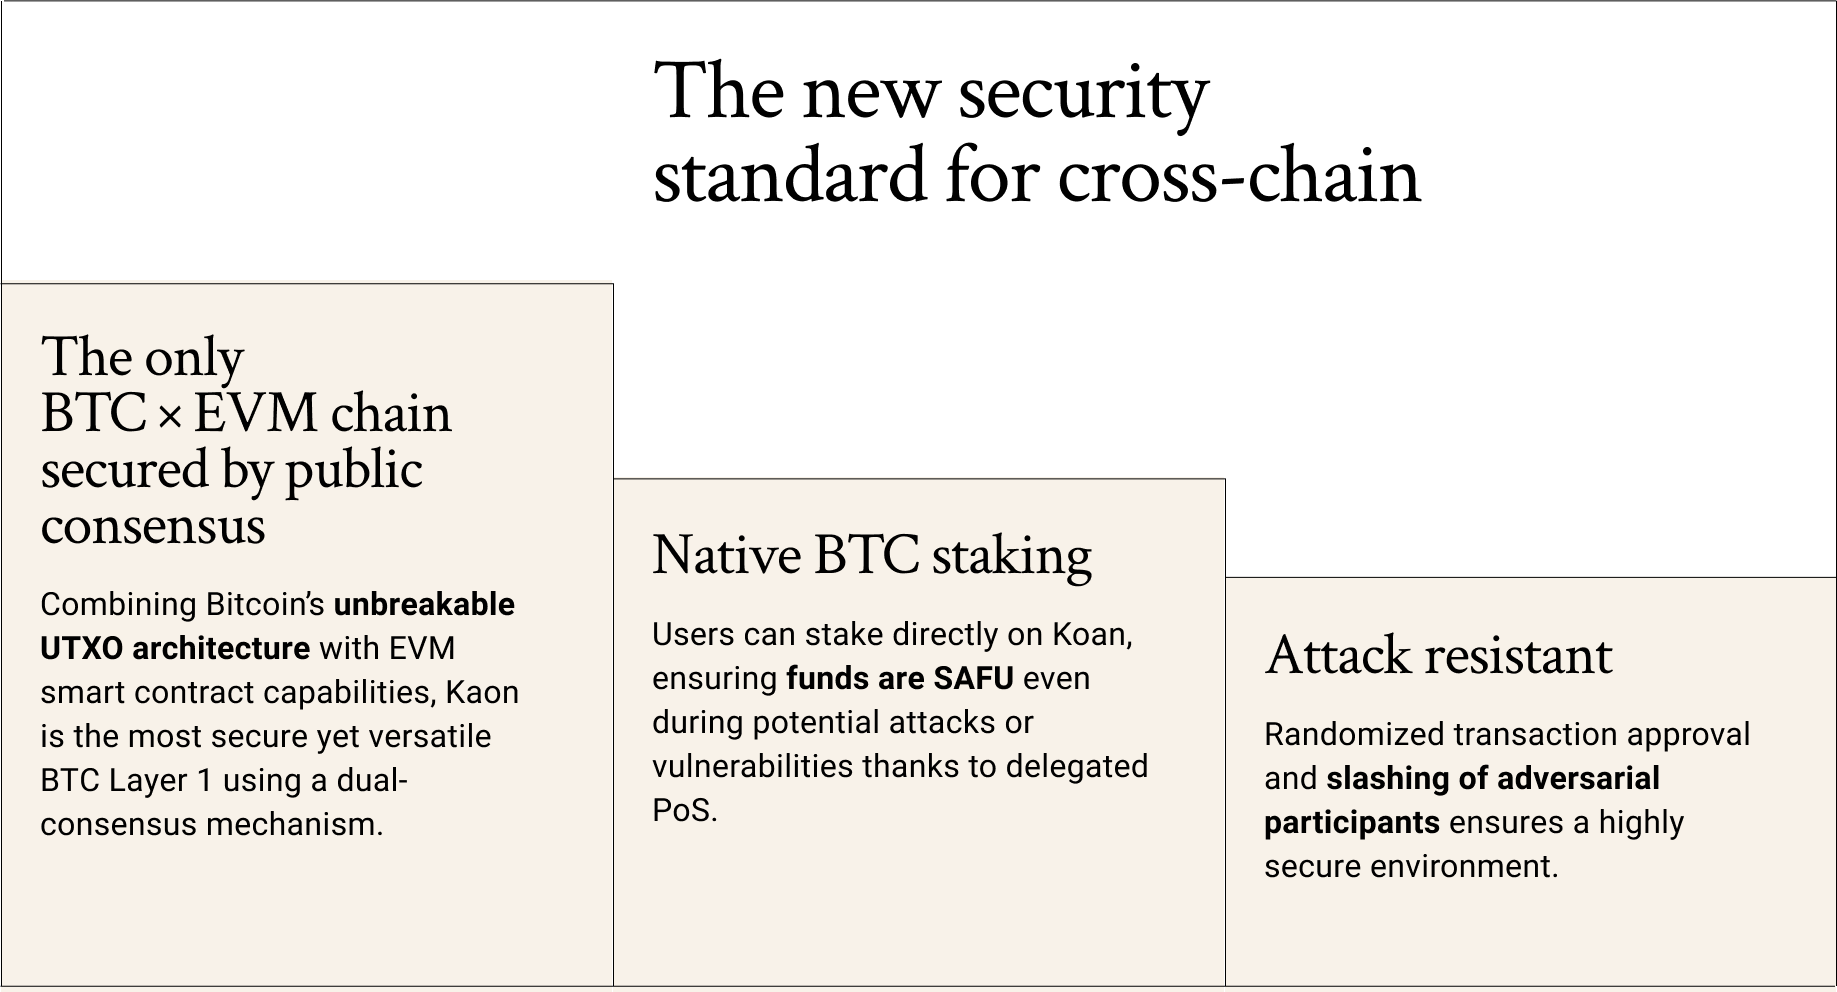 The new security
standard for cross-chain
The only
BTC × EVM chain
secured by public
consensus
Combining Bitcoin’s unbreakable
UTXO architecture with EVM
smart contract capabilities, Kaon
is the most secure yet versatile
BTC Layer 1 using a dual-
consensus mechanism.
Native BTC staking
Users can stake directly on Koan,
ensuring funds are SAFU even
during potential attacks or
vulnerabilities thanks to delegated
PoS.
Attack resistant
Randomized transaction approval
and slashing of adversarial
participants ensures a highly
secure environment.